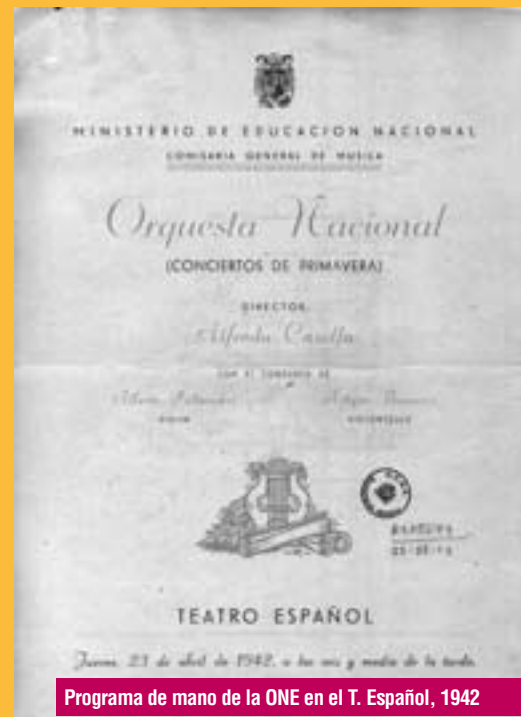 MINISTERIO DE EDUCACION NACIONAL
COMISARIA GENERAL DE MUSICA
Orquesta Nacional
(CONCIERTOS DE PRIMAVERA)
DIRECTOR:
Alfredo Casella
CON EL CONCURSO DE
VIOLIN
VIOLONCELLO
TEATRO ESPAÑOL
Jueves, 23 de abril de 1942, a las seis y media de la tarde
Programa de mano de la ONE en el T. Español, 1942